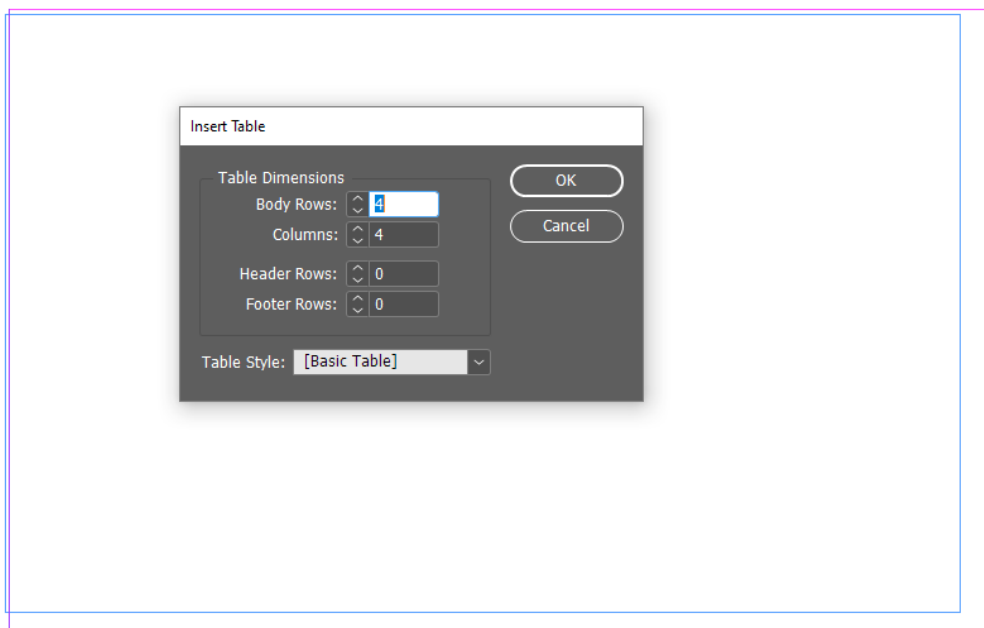 Insert Table
Table Dimensions
Body Rows: 4
Columns: 4
Header Rows: 0
Footer Rows: 0
Table Style: [Basic Table]
OK
Cancel